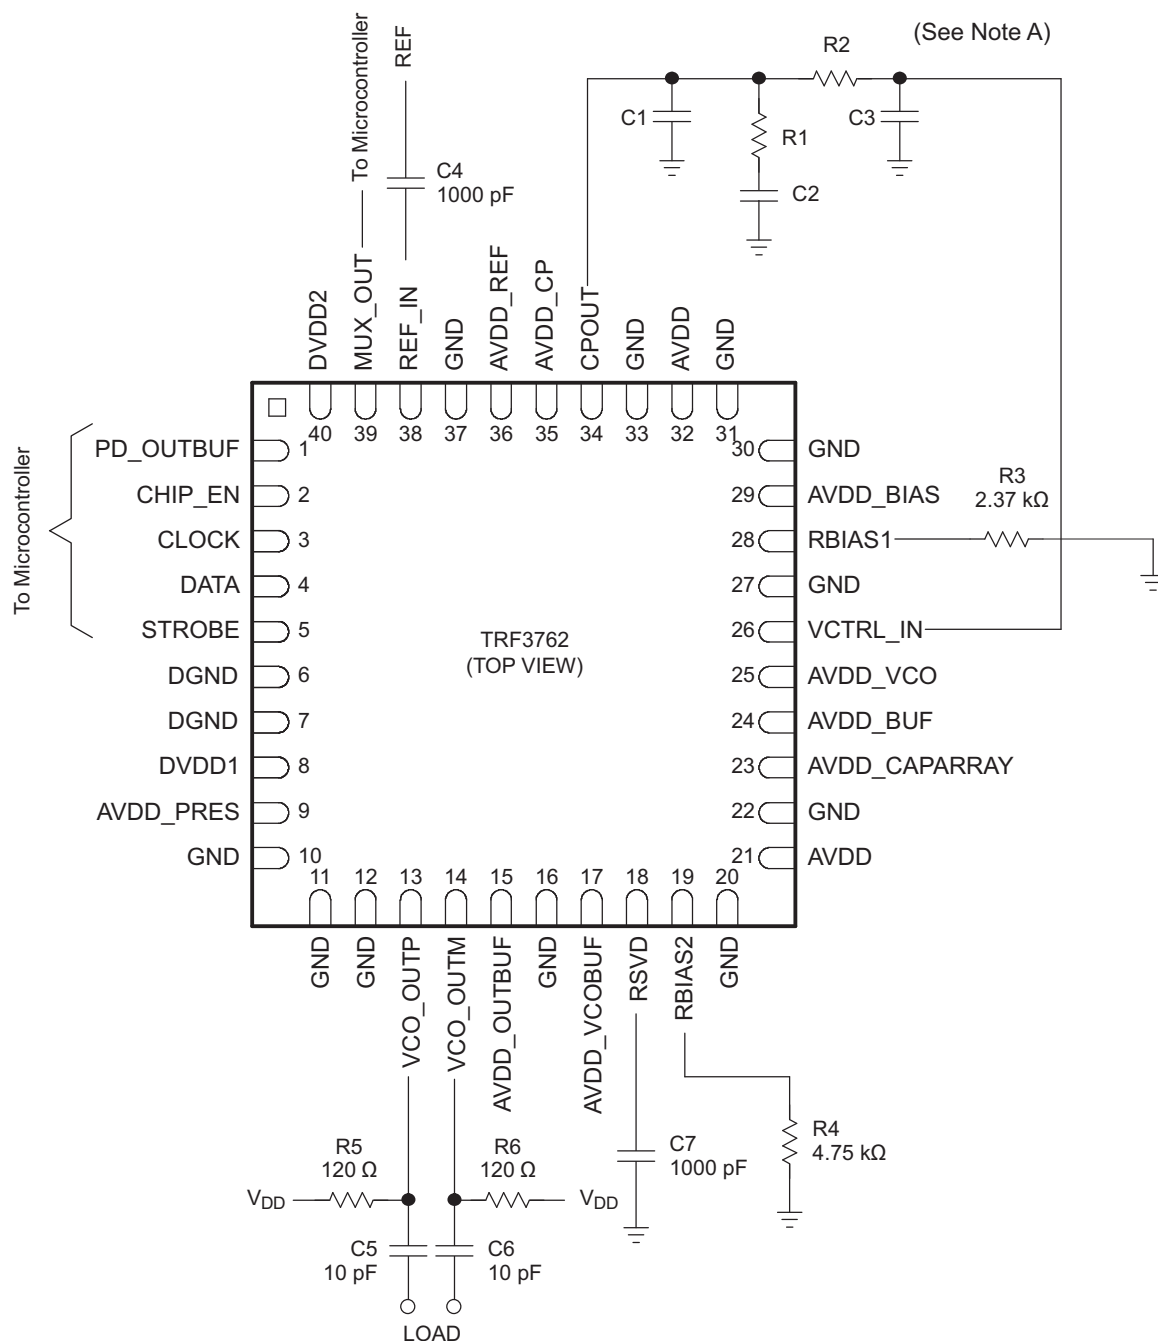 To Microcontroller
REF
(See Note A)
R2
C1
R1
C3
C2
C4
1000 pF
DVDD2
MUX_OUT
REF_IN
GND
AVDD_REF
AVDD_CP
CPOUT
GND
AVDD
GND
40 39 38 37 36 35 34 33 32 31
To Microcontroller
PD_OUTBUF 1
CHIP_EN 2
CLOCK 3
DATA 4
STROBE 5
DGND 6
DGND 7
DVDD1 8
AVDD_PRES 9
GND 10
TRF3762
(TOP VIEW)
30 GND
29 AVDD_BIAS
28 RBIAS1
27 GND
26 VCTRL_IN
25 AVDD_VCO
24 AVDD_BUF
23 AVDD_CAPARRAY
22 GND
21 AVDD
R3
2.37 kΩ
11 12 13 14 15 16 17 18 19 20
GND
GND
VCO_OUTP
VCO_OUTM
AVDD_OUTBUF
GND
AVDD_VCOBUF
RSVD
RBIAS2
GND
R5
120 Ω
R6
120 Ω
VDD
VDD
C7
1000 pF
R4
4.75 kΩ
C5
10 pF
C6
10 pF
LOAD